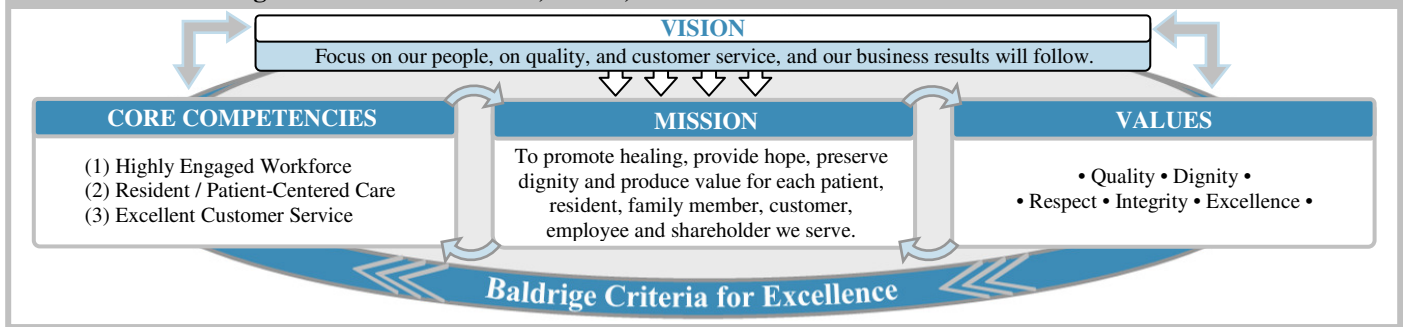 VISION
Focus on our people, on quality, and customer service, and our business results will follow.
CORE COMPETENCIES
(1) Highly Engaged Workforce
(2) Resident / Patient-Centered Care
(3) Excellent Customer Service
MISSION
To promote healing, provide hope, preserve
dignity and produce value for each patient,
resident, family member, customer,
employee and shareholder we serve.
VALUES
• Quality • Dignity •
• Respect • Integrity • Excellence •
Baldrige Criteria for Excellence